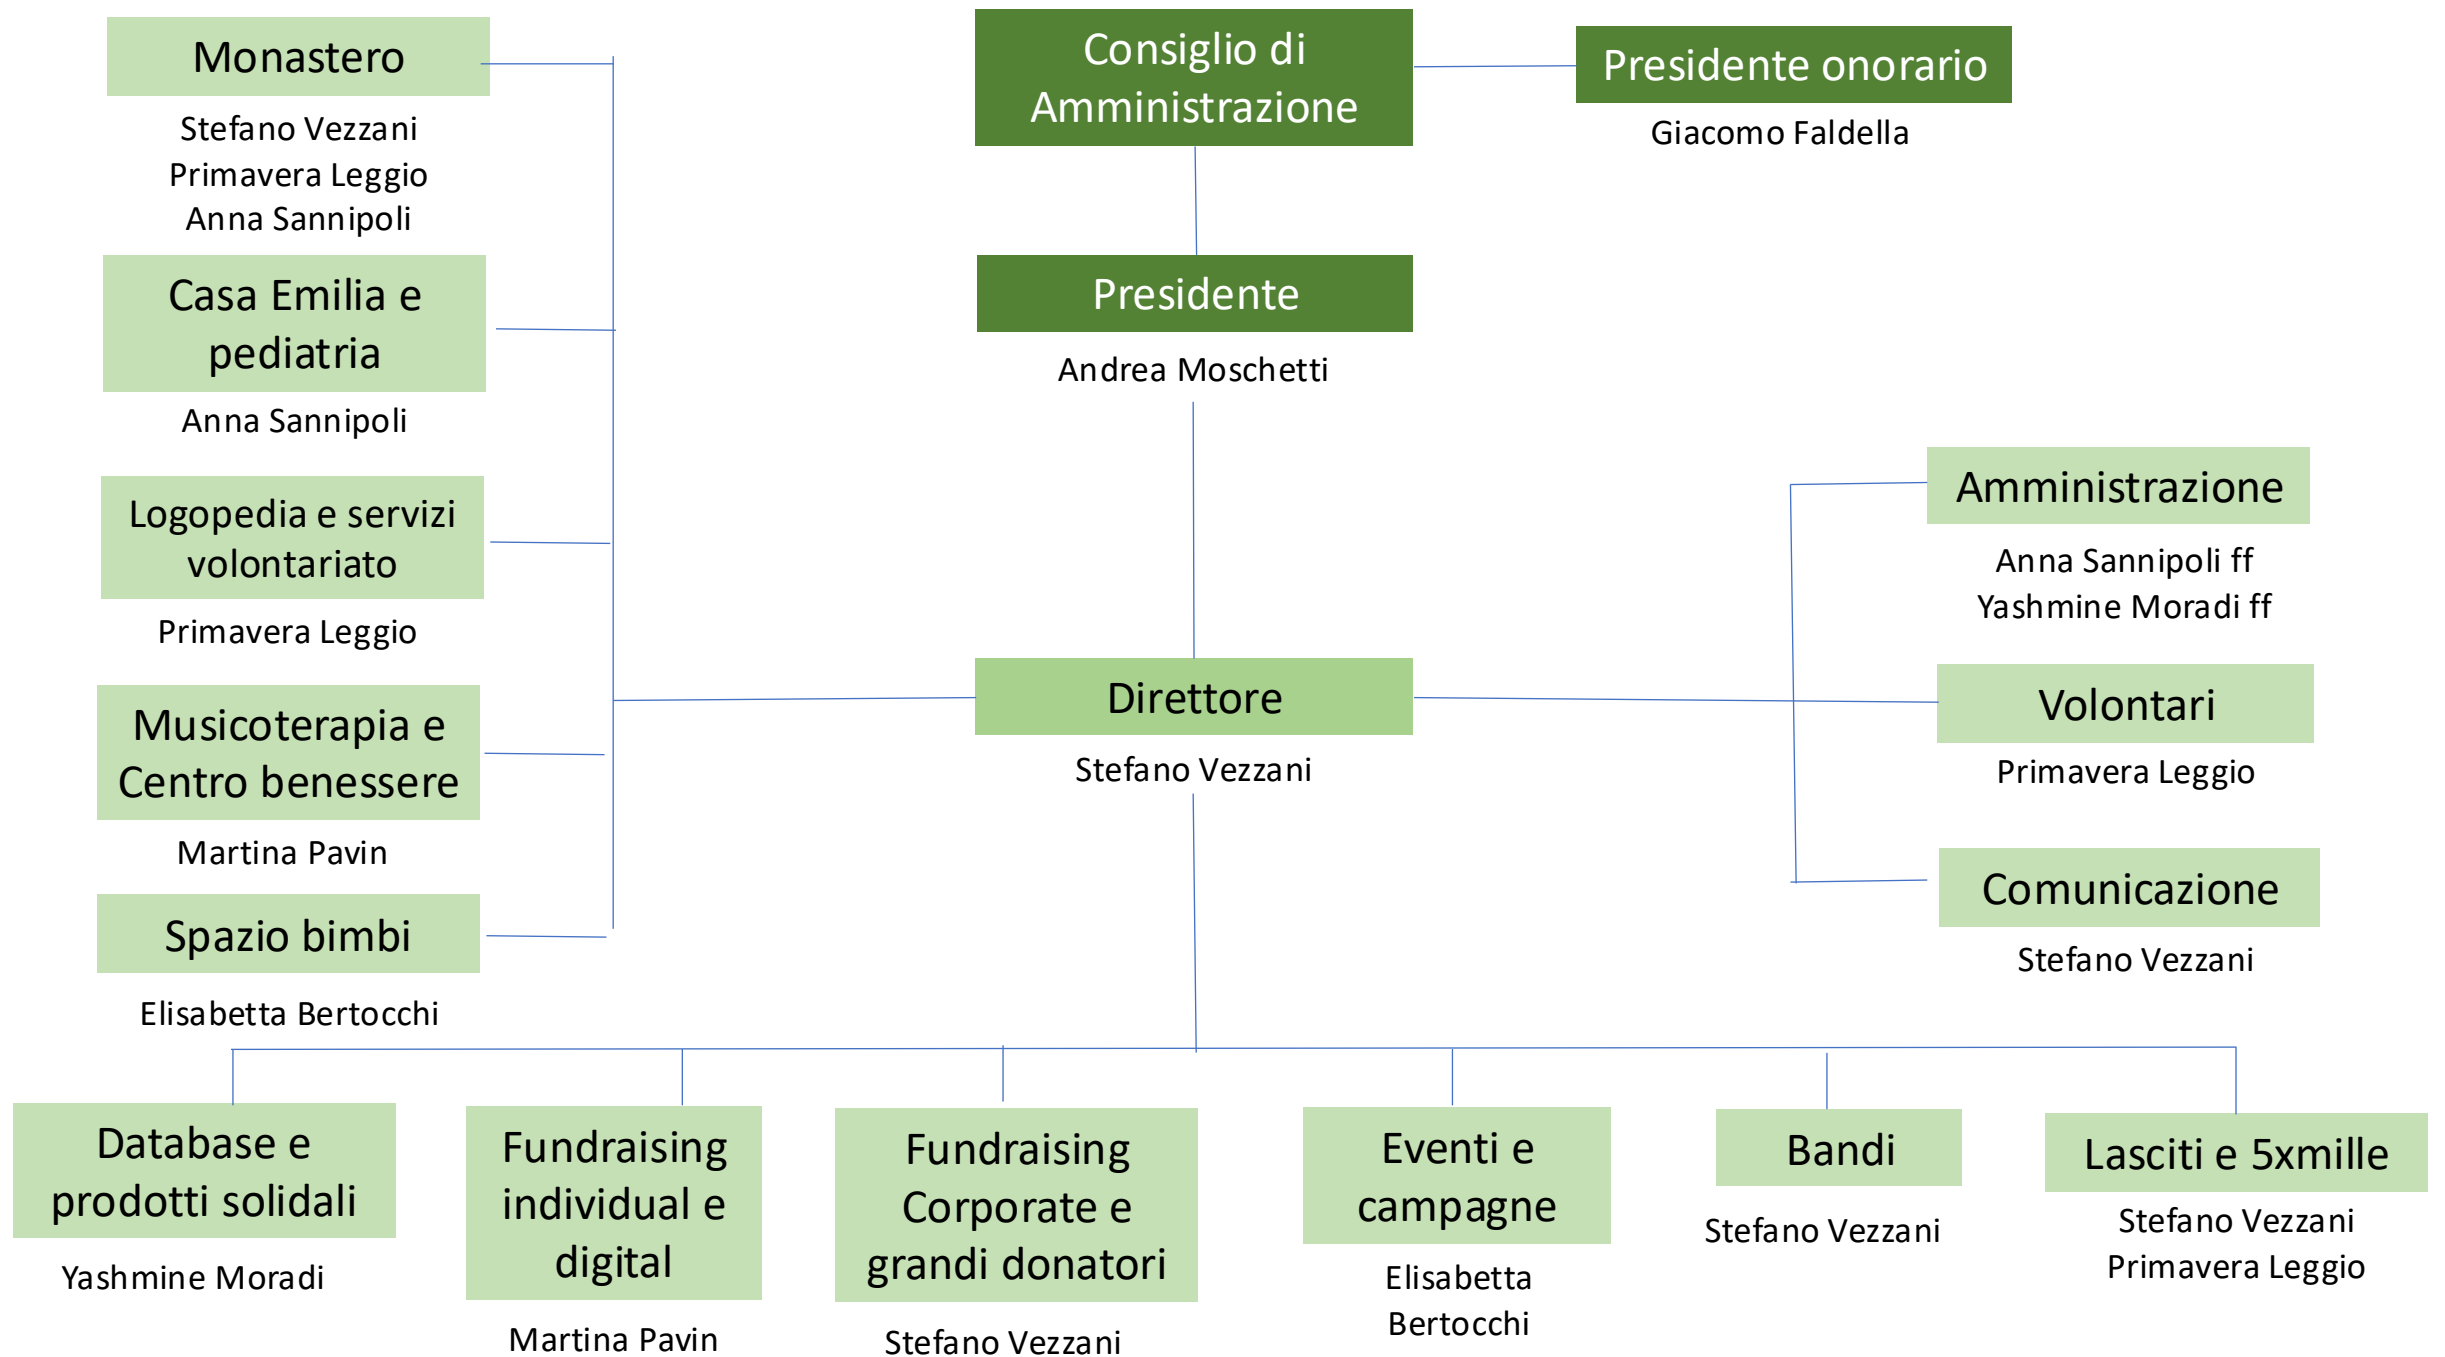 Monastero
Stefano Vezzani
Primavera Leggio
Anna Sannipoli
Casa Emilia e
pediatria
Anna Sannipoli
Logopedia e servizi
volontariato
Primavera Leggio
Musicoterapia e
Centro benessere
Martina Pavin
Spazio bimbi
Elisabetta Bertocchi
Consiglio di
Amministrazione
Presidente onorario
Giacomo Faldella
Presidente
Andrea Moschetti
Direttore
Stefano Vezzani
Amministrazione
Anna Sannipoli ff
Yashmine Moradi ff
Volontari
Primavera Leggio
Comunicazione
Stefano Vezzani
Database e
prodotti solidali
Yashmine Moradi
Fundraising
individual e
digital
Martina Pavin
Fundraising
Corporate e
grandi donatori
Stefano Vezzani
Eventi e
campagne
Elisabetta
Bertocchi
Bandi
Stefano Vezzani
Lasciti e 5xmille
Stefano Vezzani
Primavera Leggio